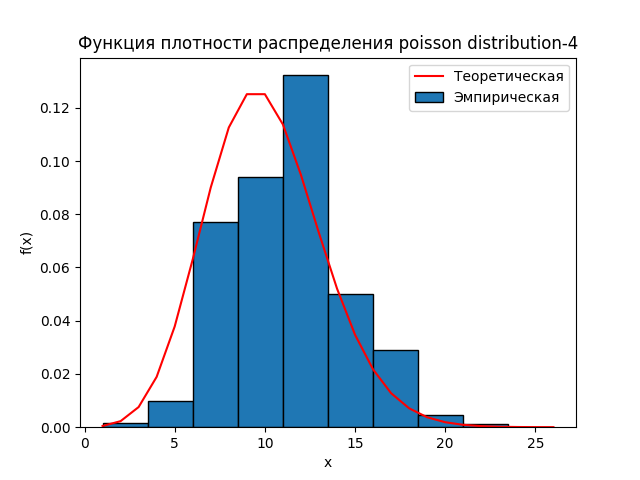 Функция плотности распределения poisson distribution-4
Теоретическая
Эмпирическая
f(x)
0.12
0.10
0.08
0.06
0.04
0.02
0.00
0
5
10
15
20
25
x